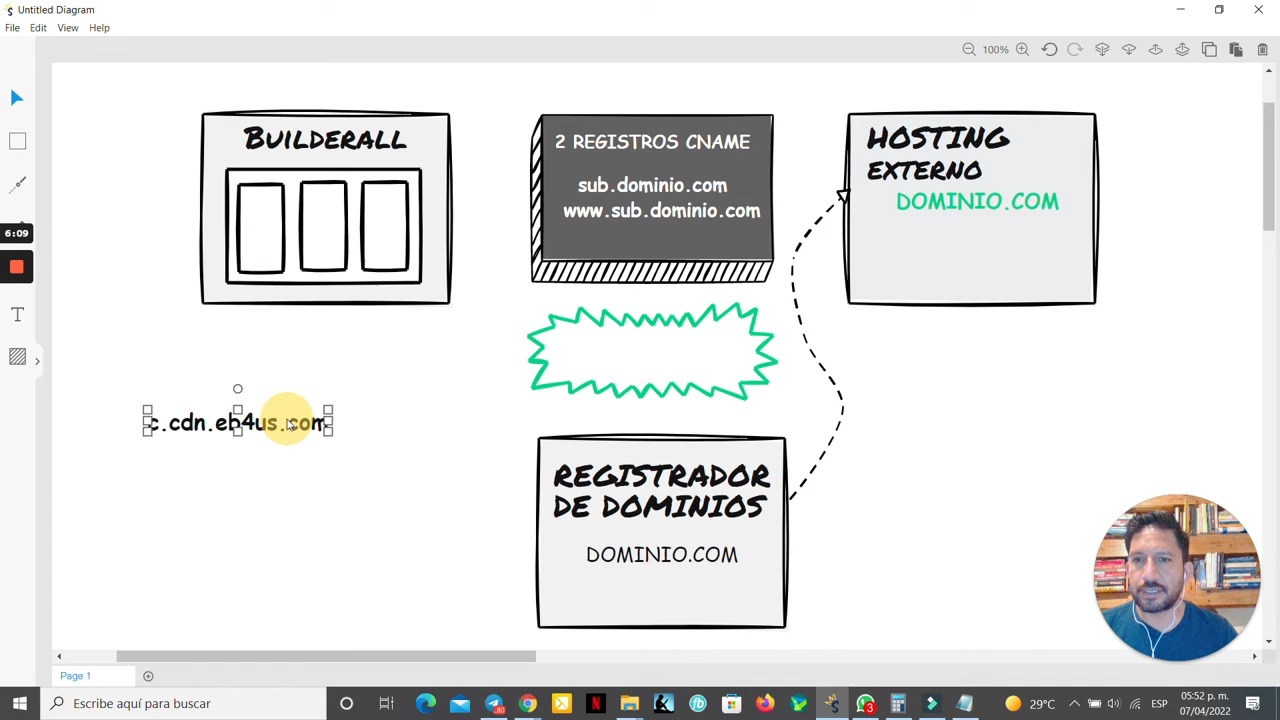 Untitled Diagram
File Edit View Help
100%
BUILDERALL
2 REGISTROS CNAME
sub.dominio.com
www.sub.dominio.com
HOSTING
EXTERNO
DOMINIO.COM
6:09
c.cdn.eb4us.com
REGISTRADOR
DE DOMINIOS
DOMINIO.COM
Page 1
Escribe aquí para buscar
80
3
29°C
ESP
05:52 p. m.
07/04/2022